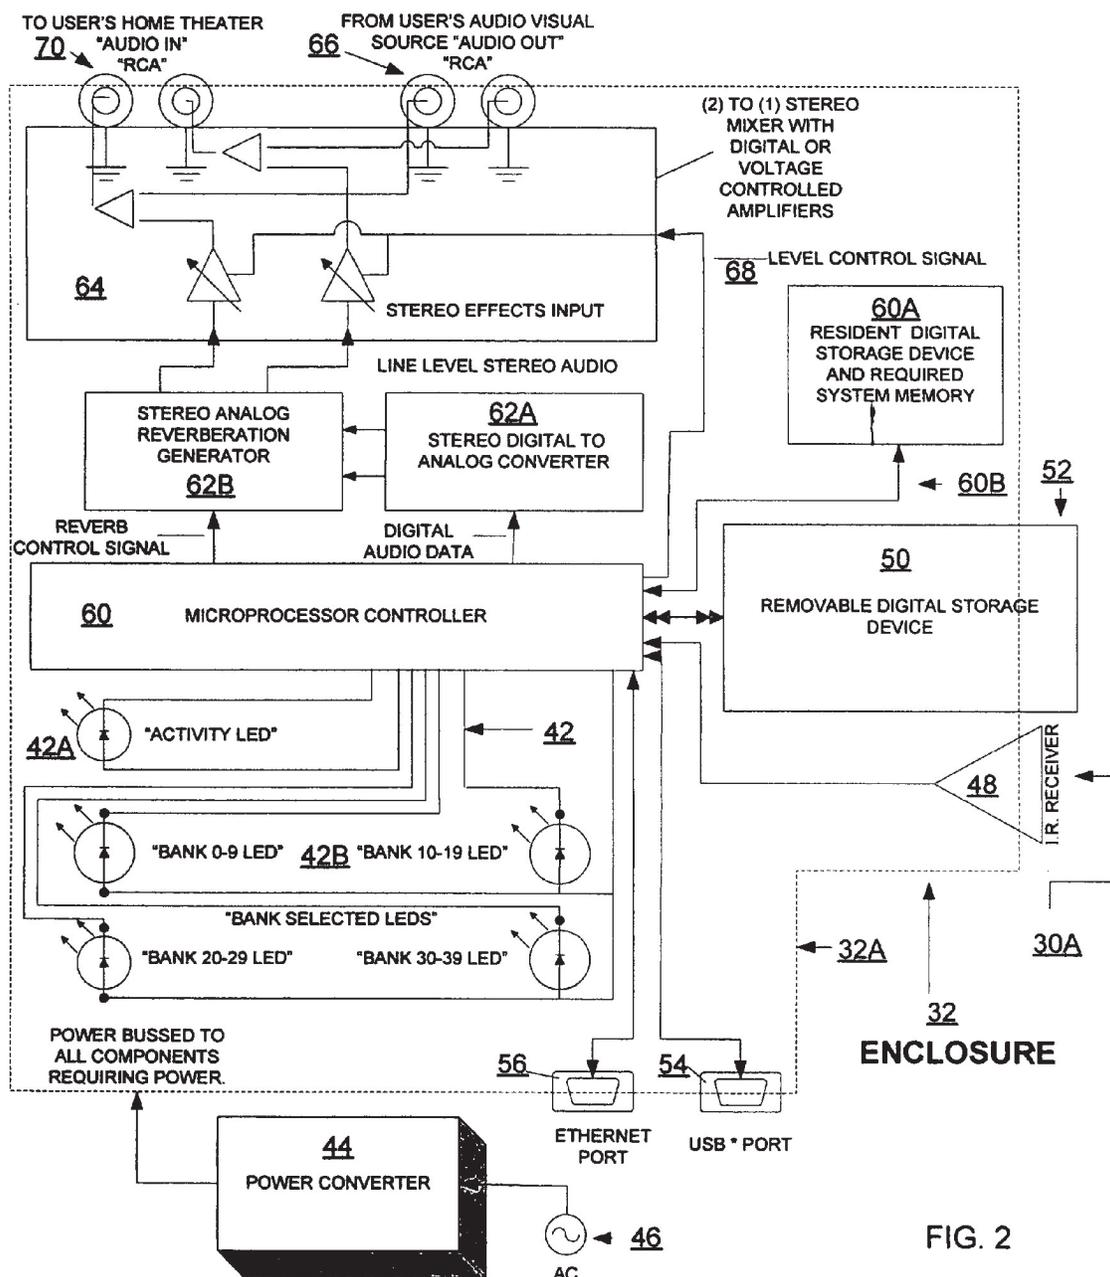 TO USER'S HOME THEATER
"AUDIO IN"
70
"RCA"
FROM USER'S AUDIO VISUAL
SOURCE "AUDIO OUT"
66
"RCA"
(2) TO (1) STEREO
MIXER WITH
DIGITAL OR
VOLTAGE
CONTROLLED
AMPLIFIERS
64
STEREO EFFECTS INPUT
68
LEVEL CONTROL SIGNAL
60A
RESIDENT DIGITAL
STORAGE DEVICE
AND REQUIRED
SYSTEM MEMORY
LINE LEVEL STEREO AUDIO
STEREO ANALOG
REVERBERATION
GENERATOR
62B
62A
STEREO DIGITAL TO
ANALOG CONVERTER
60B
52
REVERB
CONTROL SIGNAL
DIGITAL
AUDIO DATA
50
REMOVABLE DIGITAL STORAGE
DEVICE
60
MICROPROCESSOR CONTROLLER
42A
"ACTIVITY LED"
42
48
I.R. RECEIVER
"BANK 0-9 LED"
42B
"BANK 10-19 LED"
"BANK SELECTED LEDS"
"BANK 20-29 LED"
"BANK 30-39 LED"
32A
30A
32
ENCLOSURE
POWER BUSSED TO
ALL COMPONENTS
REQUIRING POWER.
56
54
ETHERNET
PORT
USB * PORT
44
POWER CONVERTER
46
AC
FIG. 2